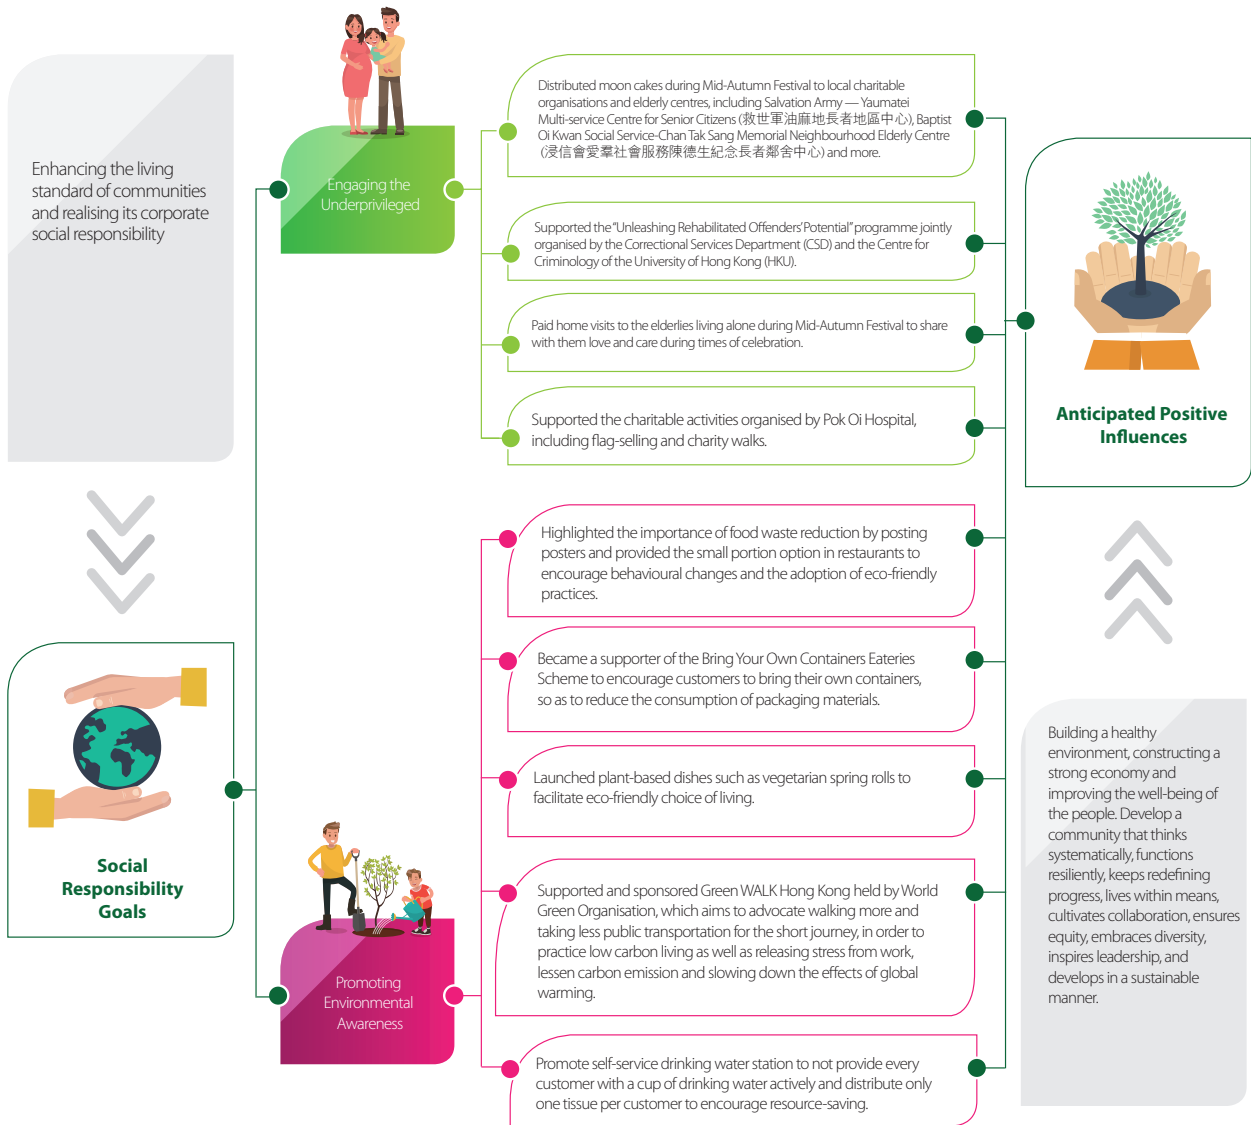 Enhancing the living
standard of communities
and realising its corporate
social responsibility
Social
Responsibility
Goals
Engaging the
Underprivileged
Distributed moon cakes during Mid-Autumn Festival to local charitable
organisations and elderly centres, including Salvation Army — Yaumatei
Multi-service Centre for Senior Citizens (救世軍油麻地長者地區中心), Baptist
Oi Kwan Social Service-Chan Tak Sang Memorial Neighbourhood Elderly Centre
(浸信會愛羣社會服務陳德生紀念長者鄰舍中心) and more.
Supported the "Unleashing Rehabilitated Offenders' Potential" programme jointly
organised by the Correctional Services Department (CSD) and the Centre for
Criminology of the University of Hong Kong (HKU).
Paid home visits to the elderlies living alone during Mid-Autumn Festival to share
with them love and care during times of celebration.
Supported the charitable activities organised by Pok Oi Hospital,
including flag-selling and charity walks.
Promoting
Environmental
Awareness
Highlighted the importance of food waste reduction by posting
posters and provided the small portion option in restaurants to
encourage behavioural changes and the adoption of eco-friendly
practices.
Became a supporter of the Bring Your Own Containers Eateries
Scheme to encourage customers to bring their own containers,
so as to reduce the consumption of packaging materials.
Launched plant-based dishes such as vegetarian spring rolls to
facilitate eco-friendly choice of living.
Supported and sponsored Green WALK Hong Kong held by World
Green Organisation, which aims to advocate walking more and
taking less public transportation for the short journey, in order to
practice low carbon living as well as releasing stress from work,
lessen carbon emission and slowing down the effects of global
warming.
Promote self-service drinking water station to not provide every
customer with a cup of drinking water actively and distribute only
one tissue per customer to encourage resource-saving.
Anticipated Positive
Influences
Building a healthy
environment, constructing a
strong economy and
improving the well-being of
the people. Develop a
community that thinks
systematically, functions
resiliently, keeps redefining
progress, lives within means,
cultivates collaboration, ensures
equity, embraces diversity,
inspires leadership, and
develops in a sustainable
manner.